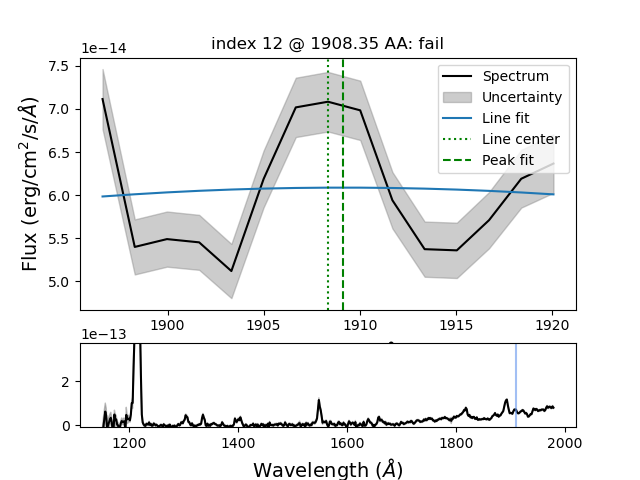 index 12 @ 1908.35 AA: fail
1e−14
7.5
7.0
6.5
6.0
5.5
5.0
Flux (erg/cm²/s/Å)
Spectrum
Uncertainty
Line fit
Line center
Peak fit
1900 1905 1910 1915 1920
1e−13
2
0
1200 1400 1600 1800 2000
Wavelength (Å)